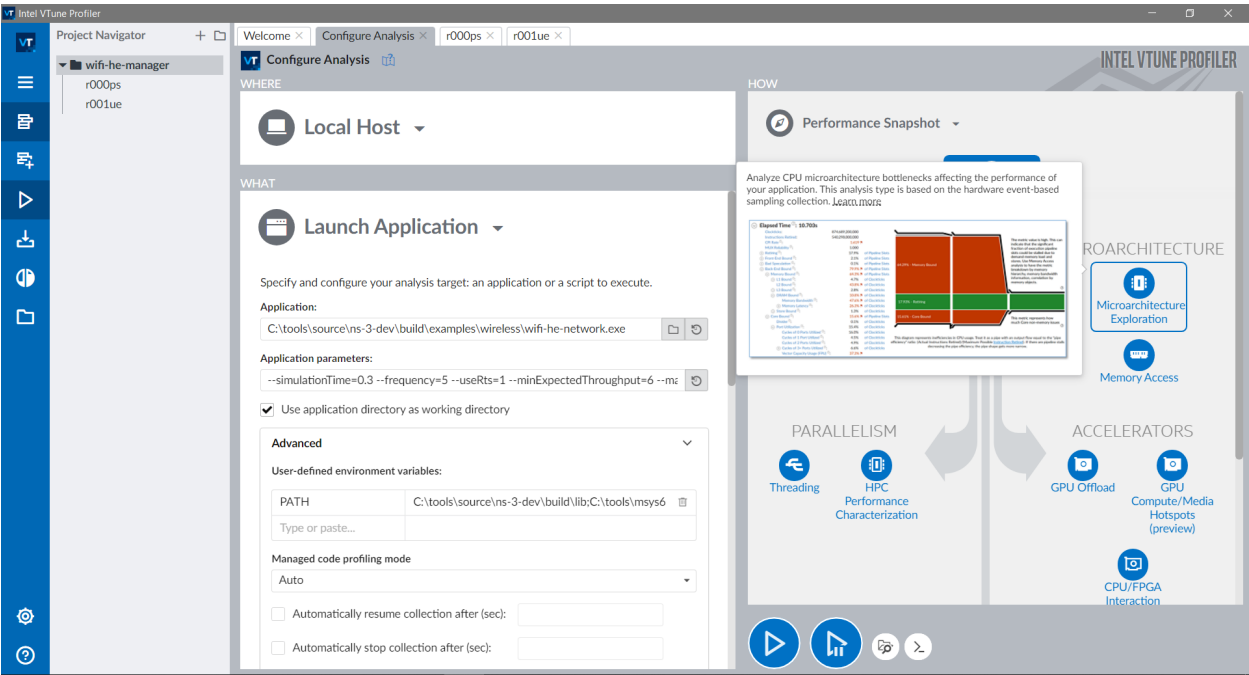 Intel VTune Profiler
Project Navigator
wifi-he-manager
r000ps
r001ue
Welcome
Configure Analysis
r000ps
r001ue
Configure Analysis
INTEL VTUNE PROFILER
WHERE
Local Host
WHAT
Launch Application
Specify and configure your analysis target: an application or a script to execute.
Application:
C:\tools\source\ns-3-dev\build\examples\wireless\wifi-he-network.exe
Application parameters:
--simulationTime=0.3 --frequency=5 --useRts=1 --minExpectedThroughput=6 --ma
Use application directory as working directory
Advanced
User-defined environment variables:
PATH
C:\tools\source\ns-3-dev\build\lib;C:\tools\msys6
Type or paste...
Managed code profiling mode
Auto
Automatically resume collection after (sec):
Automatically stop collection after (sec):
HOW
Performance Snapshot
Analyze CPU microarchitecture bottlenecks affecting the performance of
your application. This analysis type is based on the hardware event-based
sampling collection. Learn more
Elapsed Time: 10.703s
ROARCHITECTURE
Microarchitecture
Exploration
Memory Access
PARALLELISM
Threading
HPC
Performance
Characterization
ACCELERATORS
GPU Offload
GPU
Compute/Media
Hotspots
(preview)
CPU/FPGA
Interaction